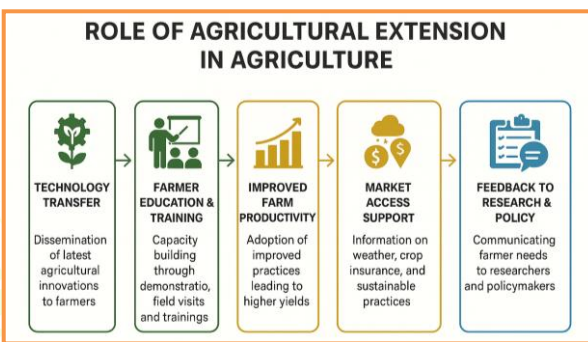 ROLE OF AGRICULTURAL EXTENSION
IN AGRICULTURE
TECHNOLOGY
TRANSFER
Dissemination
of latest
agricultural
innovations
to farmers
FARMER
EDUCATION &
TRAINING
Capacity
building
through
demonstratio,
field visits
and trainings
IMPROVED
FARM
PRODUCTIVITY
Adoption of
improved
practices
leading to
higher yields
MARKET
ACCESS
SUPPORT
Information on
weather, crop
insurance, and
sustainable
practices
FEEDBACK TO
RESEARCH &
POLICY
Communicating
farmer needs
to researchers
and policymakers